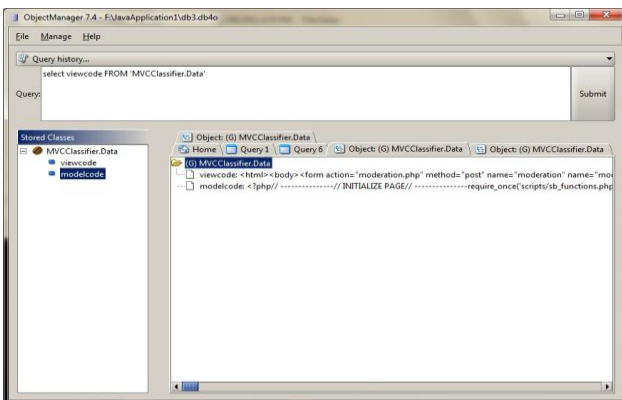 ObjectManager 7.4 - F:\JavaApplication1\db3.db4o
File Manage Help
Query history...
Query:
select viewcode FROM 'MVCClassifier.Data'
Submit
Stored Classes
MVCClassifier.Data
viewcode
modelcode
Object: (G) MVCClassifier.Data
Home Query 1 Query 6 Object: (G) MVCClassifier.Data Object: (G) MVCClassifier.Data
(G) MVCClassifier.Data
viewcode: <html><body><form action="moderation.php" method="post" name="moderation" name="mo
modelcode: <?php// --------------// INITIALIZE PAGE// ---------------require_once('scripts/sb_functions.php